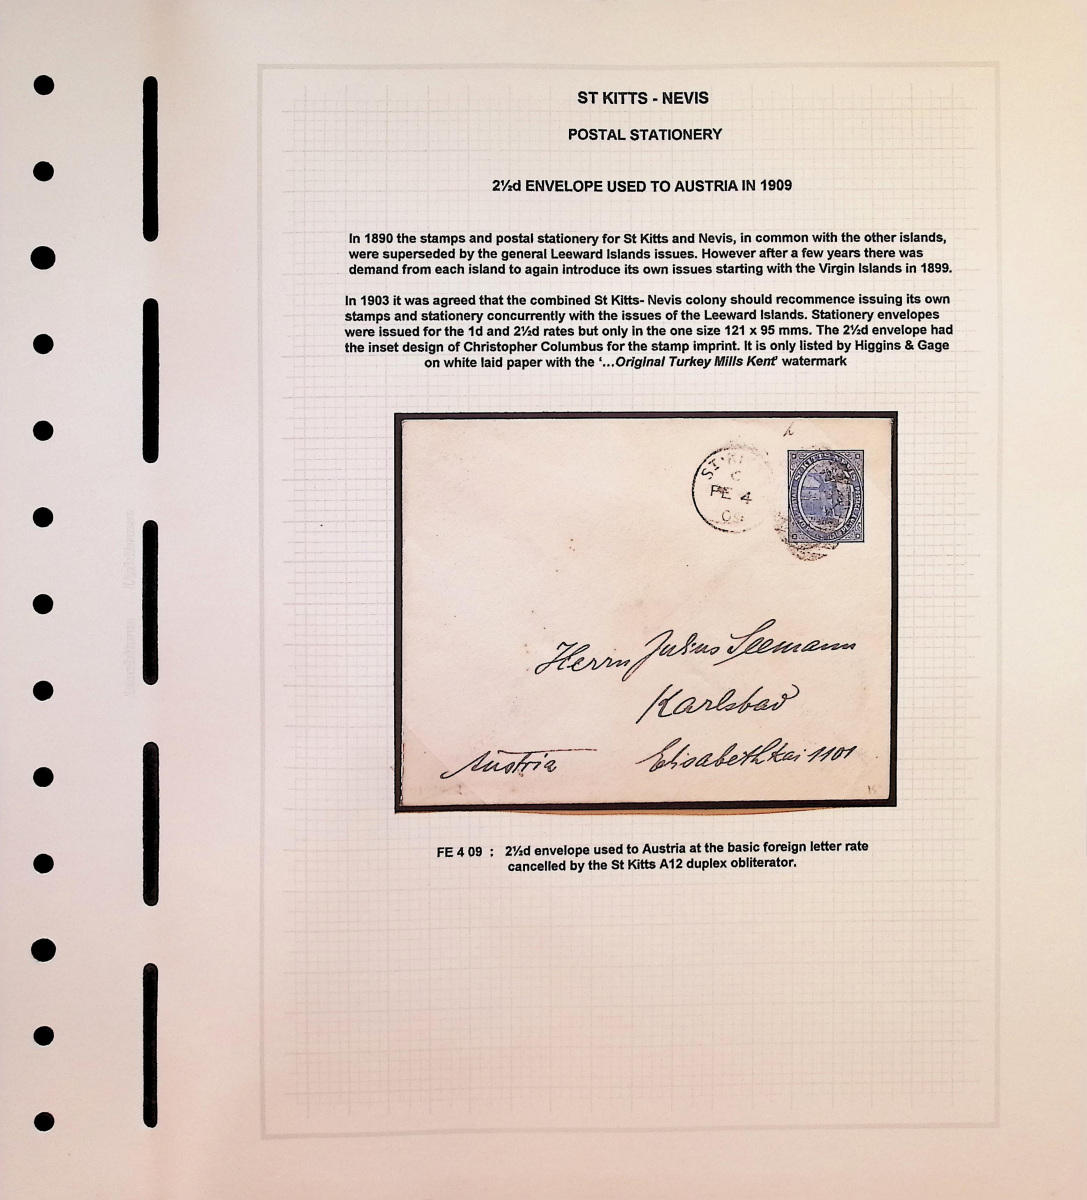 ST KITTS - NEVIS
POSTAL STATIONERY
2½d ENVELOPE USED TO AUSTRIA IN 1909
In 1890 the stamps and postal stationery for St Kitts and Nevis, in common with the other islands,
were superseded by the general Leeward Islands issues. However after a few years there was
demand from each island to again introduce its own issues starting with the Virgin Islands in 1899.
In 1903 it was agreed that the combined St Kitts- Nevis colony should recommence issuing its own
stamps and stationery concurrently with the issues of the Leeward Islands. Stationery envelopes
were issued for the 1d and 2½d rates but only in the one size 121 x 95 mms. The 2½d envelope had
the inset design of Christopher Columbus for the stamp imprint. It is only listed by Higgins & Gage
on white laid paper with the ‘...Original Turkey Mills Kent’ watermark
ST·KI
C
FE 4
09
Herrn Julius Seemann
Karlsbad
Austria Elisabethkai 1101
FE 4 09 : 2½d envelope used to Austria at the basic foreign letter rate
cancelled by the St Kitts A12 duplex obliterator.